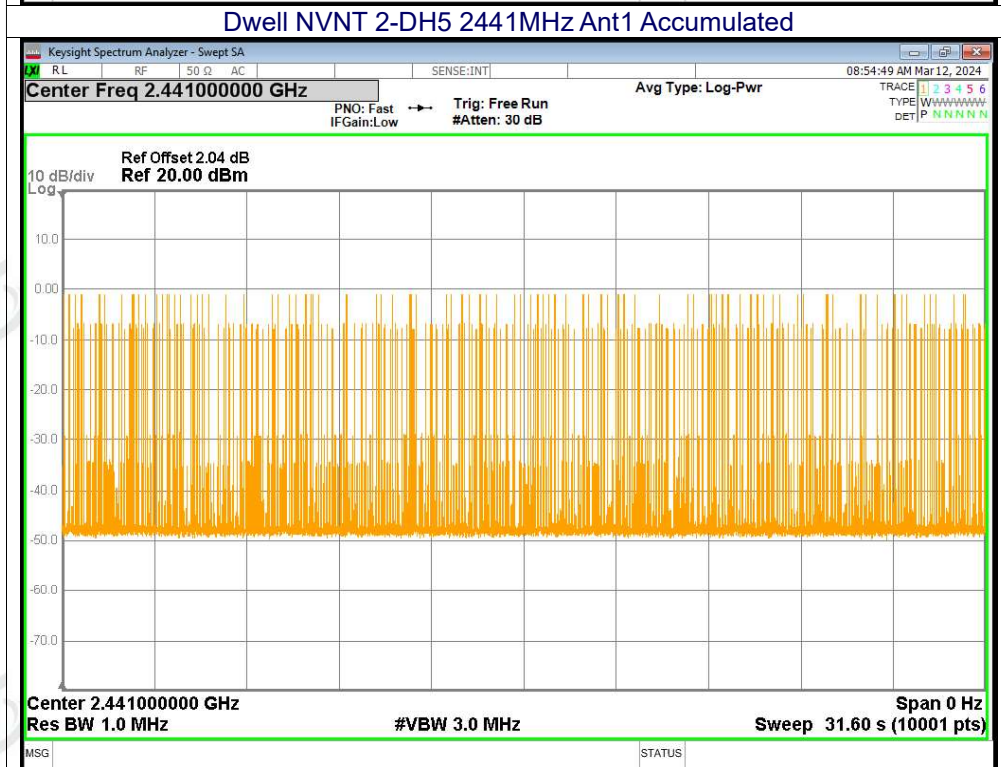 Dwell NVNT 2-DH5 2441MHz Ant1 Accumulated
Keysight Spectrum Analyzer - Swept SA
LXI RL RF 50 Ω AC SENSE:INT 08:54:49 AM Mar 12, 2024
Center Freq 2.441000000 GHz Avg Type: Log-Pwr TRACE 1 2 3 4 5 6
PNO: Fast Trig: Free Run TYPE WWWWWW
IFGain:Low #Atten: 30 dB DET P N N N N N
Ref Offset 2.04 dB
10 dB/div Ref 20.00 dBm
Log
10.0
0.00
-10.0
-20.0
-30.0
-40.0
-50.0
-60.0
-70.0
Center 2.441000000 GHz Span 0 Hz
Res BW 1.0 MHz #VBW 3.0 MHz Sweep 31.60 s (10001 pts)
MSG STATUS